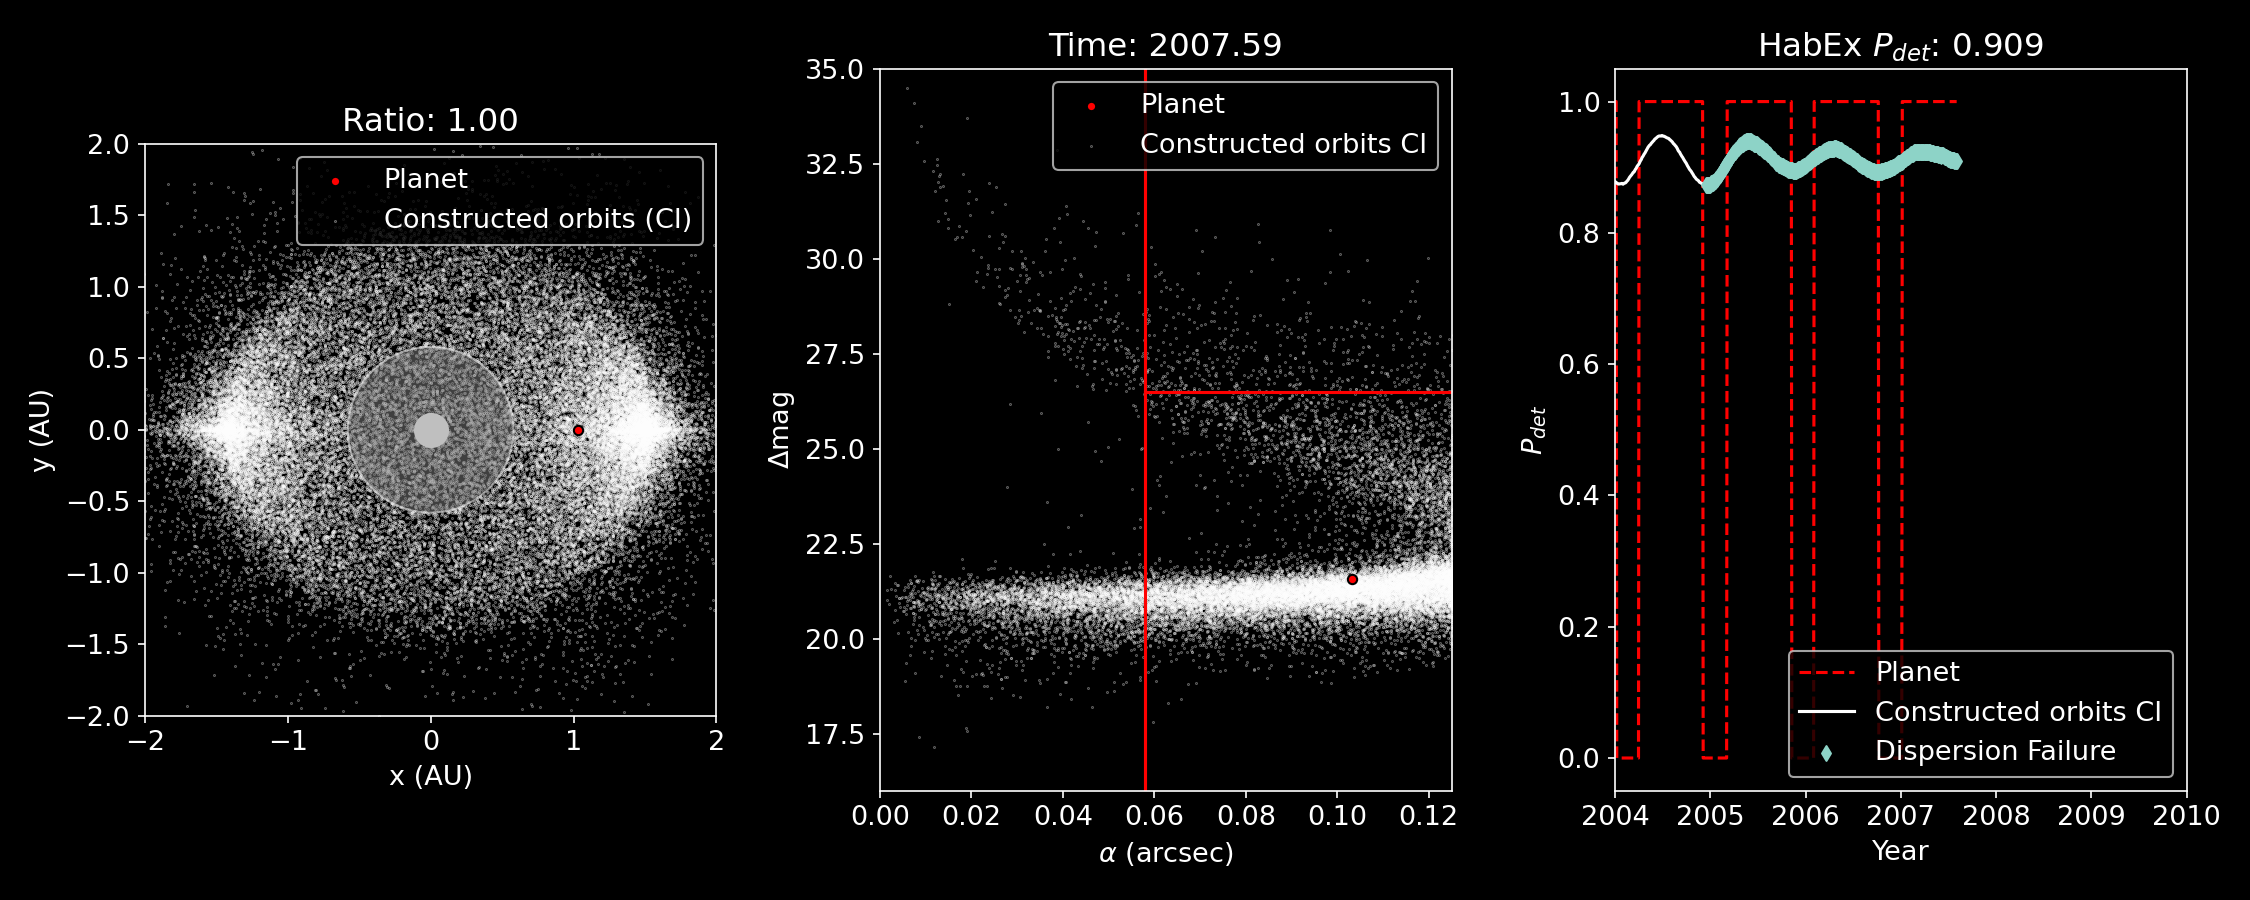 Ratio: 1.00
2.0
1.5
1.0
0.5
0.0
−0.5
−1.0
−1.5
−2.0
y (AU)
Planet
Constructed orbits (CI)
−2
−1
0
1
2
x (AU)
Time: 2007.59
35.0
32.5
30.0
27.5
25.0
22.5
20.0
17.5
Δmag
Planet
Constructed orbits CI
0.00
0.02
0.04
0.06
0.08
0.10
0.12
α (arcsec)
HabEx P_det: 0.909
1.0
0.8
0.6
0.4
0.2
0.0
P_det
Planet
Constructed orbits CI
Dispersion Failure
2004
2005
2006
2007
2008
2009
2010
Year